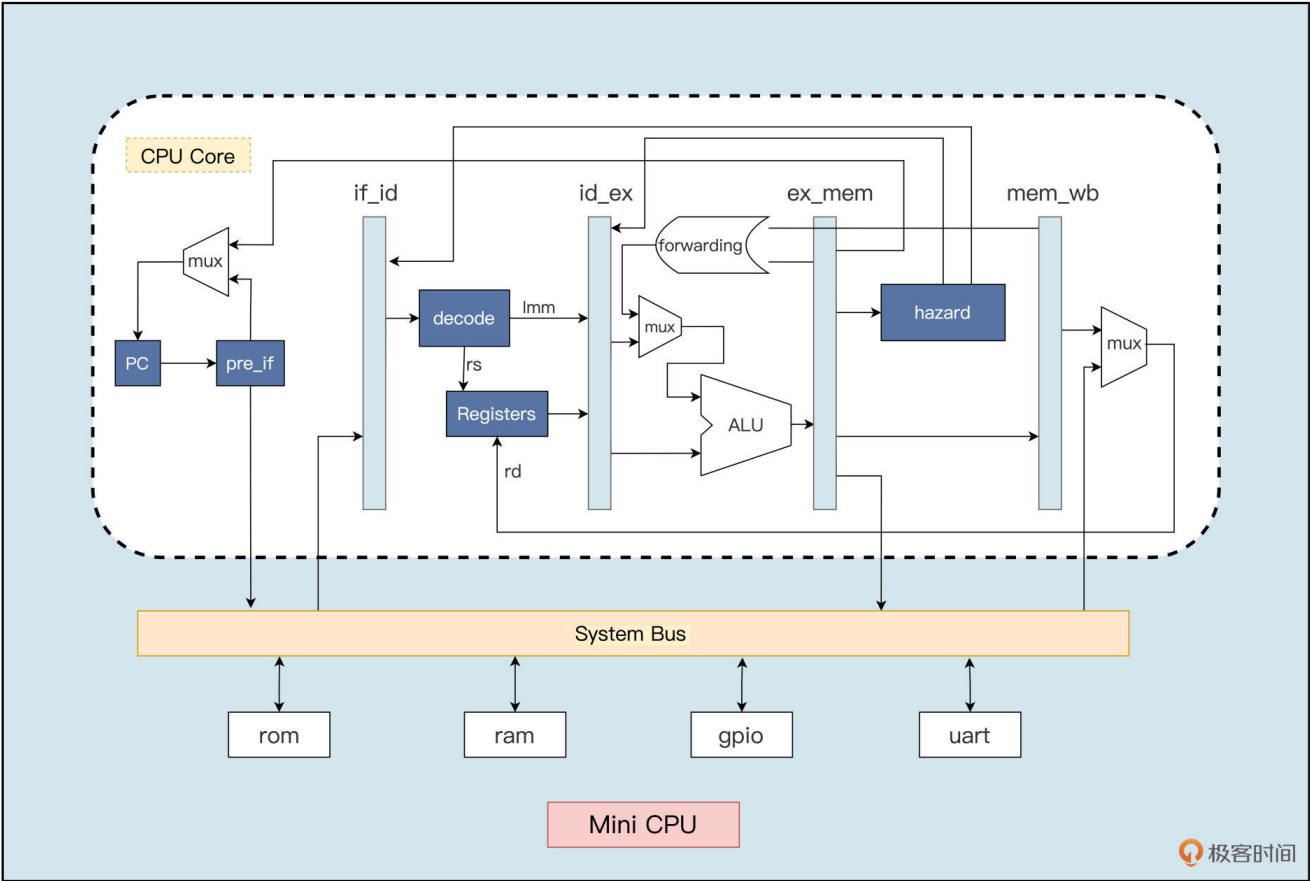 CPU Core
if_id
id_ex
ex_mem
mem_wb
mux
forwarding
decode
Imm
mux
hazard
mux
PC
pre_if
rs
Registers
ALU
rd
System Bus
rom
ram
gpio
uart
Mini CPU
极客时间